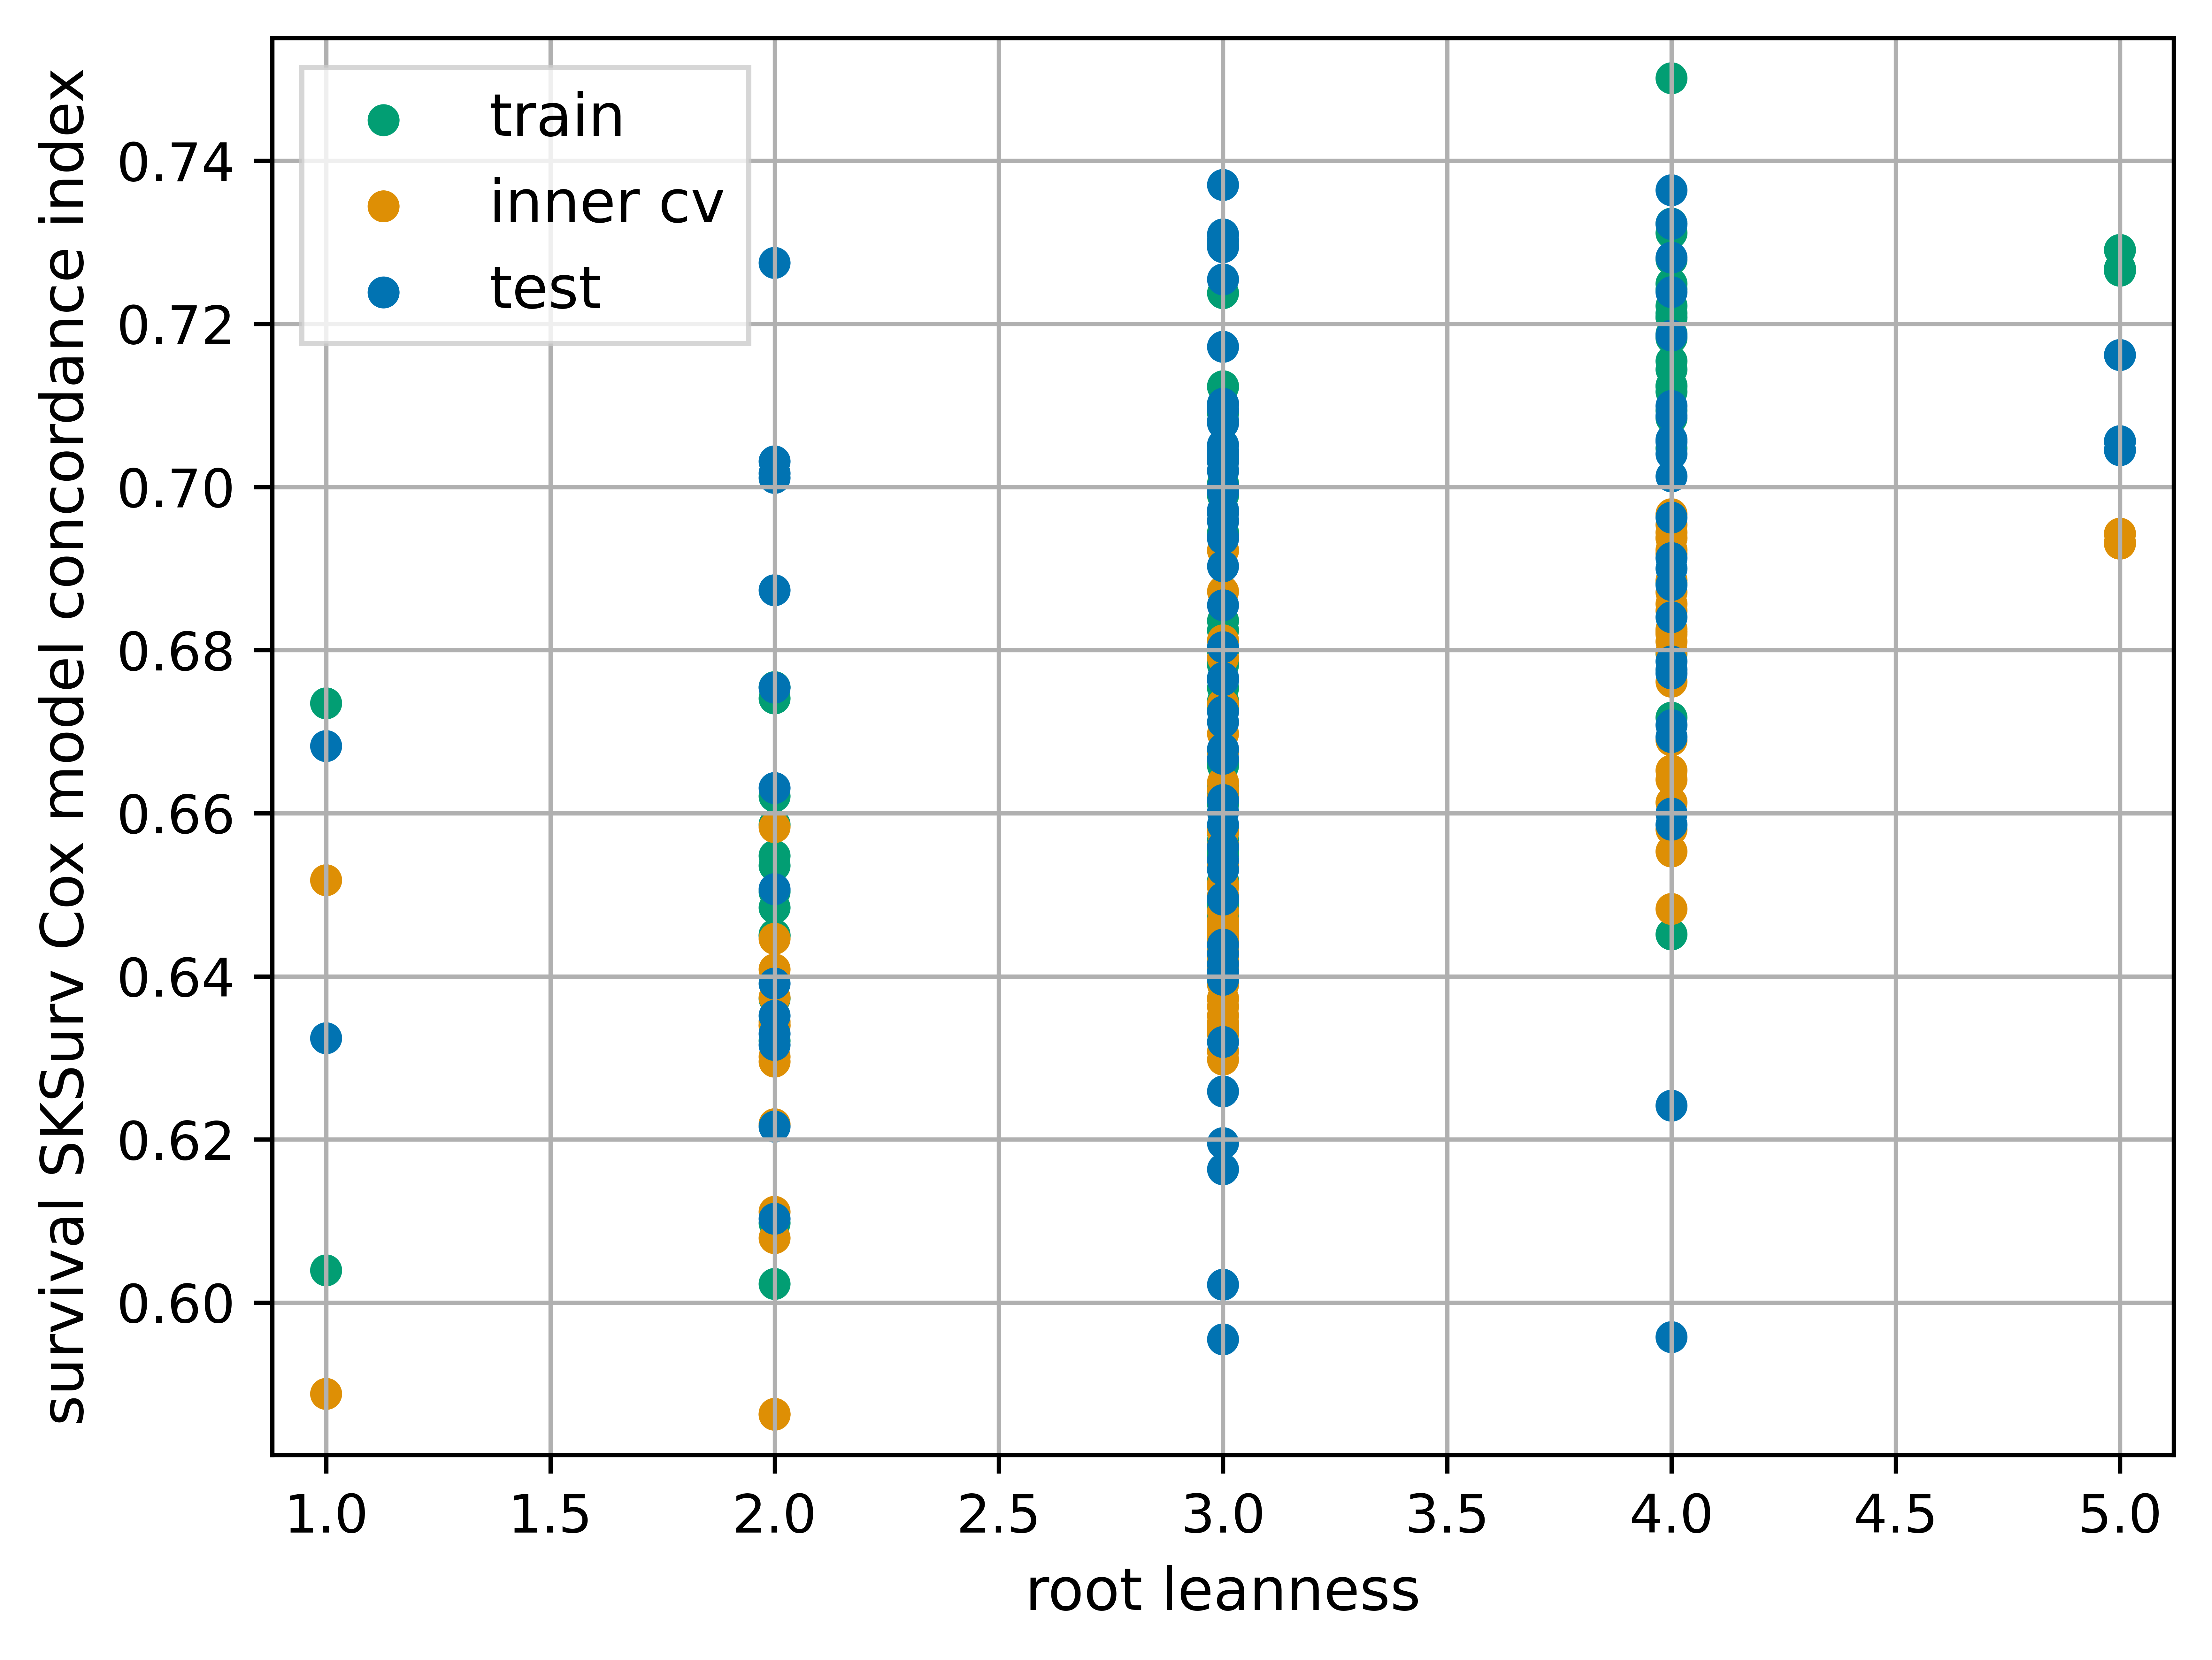 survival SKSurv Cox model concordance index
train
inner cv
test
0.74
0.72
0.70
0.68
0.66
0.64
0.62
0.60
1.0 1.5 2.0 2.5 3.0 3.5 4.0 4.5 5.0
root leanness